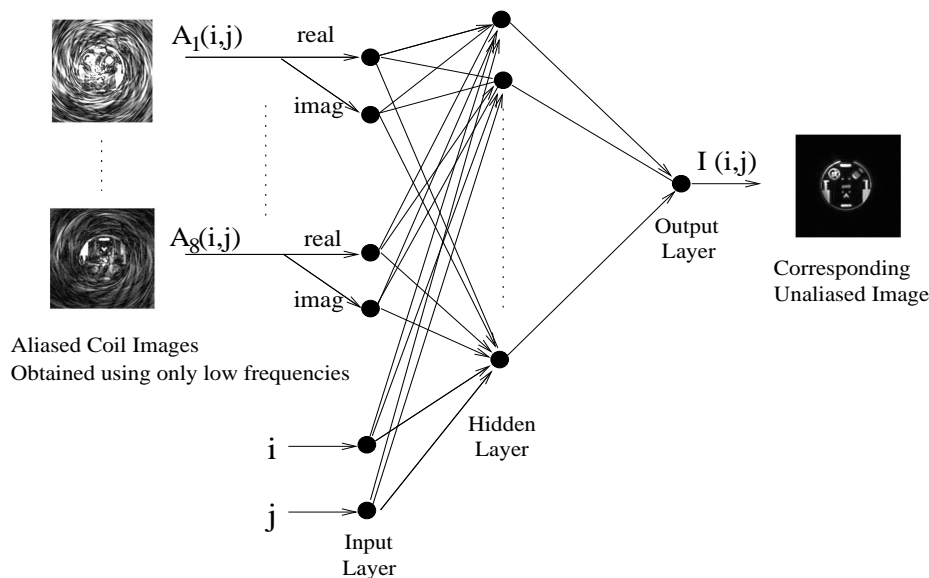 A1(i,j)
real
imag
A8(i,j)
real
imag
Aliased Coil Images
Obtained using only low frequencies
i
j
Input
Layer
Hidden
Layer
Output
Layer
I (i,j)
Corresponding
Unaliased Image